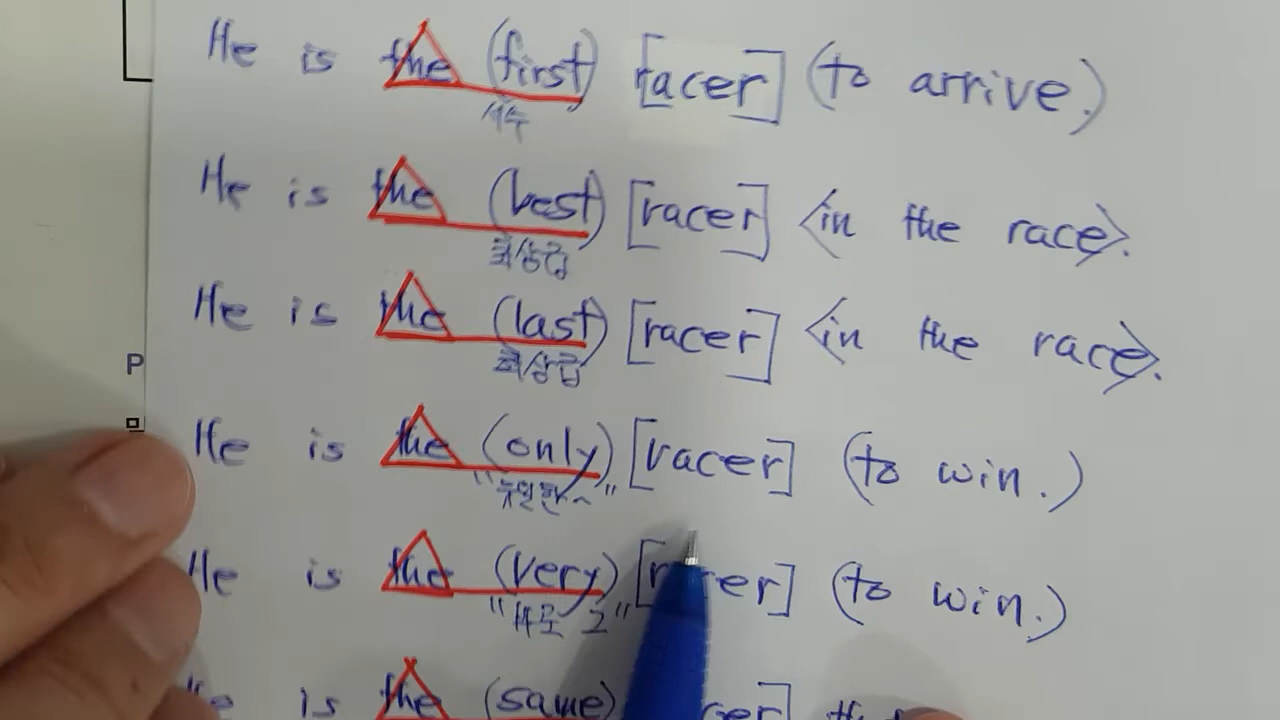 He is the (first) [racer] (to arrive.)
서수
He is the (best) [racer] <in the race>.
최상급
He is the (last) [racer] <in the race>.
최상급
P
He is the (only) [racer] (to win.)
"유일한~"
He is the (very) [racer] (to win.)
"바로 그"
He is the (same)